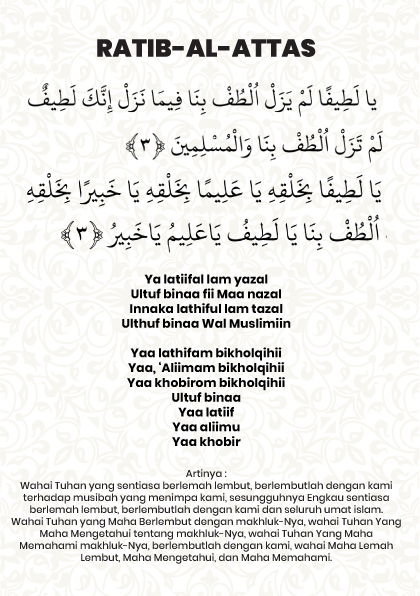 RATIB-AL-ATTAS
يا لَطِيفًا لَمْ يَزَلْ اُلْطُفْ بِنَا فِيمَا نَزَلْ إِنَّكَ لَطِيفٌ
لَمْ تَزَلْ اُلْطُفْ بِنَا وَالْمُسْلِمِينَ ﴿٣﴾
يَا لَطِيفًا بِخَلْقِهِ يَا عَلِيمًا بِخَلْقِهِ يَا خَبِيرًا بِخَلْقِهِ
اُلْطُفْ بِنَا يَا لَطِيفُ يَاعَلِيمُ يَاخَبِيرُ ﴿٣﴾
Ya latiifal lam yazal
Ultuf binaa fii Maa nazal
Innaka lathiful lam tazal
Ulthuf binaa Wal Muslimiin
Yaa lathifam bikholqihii
Yaa, ‘Aliimam bikholqihii
Yaa khobirom bikholqihii
Ultuf binaa
Yaa latiif
Yaa aliimu
Yaa khobir
Artinya :
Wahai Tuhan yang sentiasa berlemah lembut, berlembutlah dengan kami
terhadap musibah yang menimpa kami, sesungguhnya Engkau sentiasa
berlemah lembut, berlembutlah dengan kami dan seluruh umat islam.
Wahai Tuhan yang Maha Berlembut dengan makhluk-Nya, wahai Tuhan Yang
Maha Mengetahui tentang makhluk-Nya, wahai Tuhan Yang Maha
Memahami makhluk-Nya, berlembutlah dengan kami, wahai Maha Lemah
Lembut, Maha Mengetahui, dan Maha Memahami.